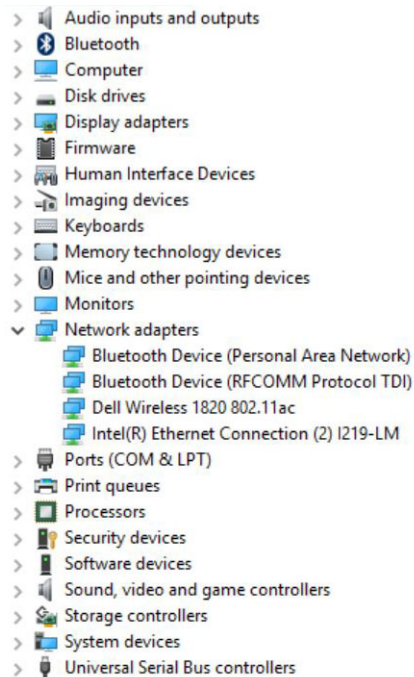 Audio inputs and outputs
Bluetooth
Computer
Disk drives
Display adapters
Firmware
Human Interface Devices
Imaging devices
Keyboards
Memory technology devices
Mice and other pointing devices
Monitors
Network adapters
Bluetooth Device (Personal Area Network)
Bluetooth Device (RFCOMM Protocol TDI)
Dell Wireless 1820 802.11ac
Intel(R) Ethernet Connection (2) I219-LM
Ports (COM & LPT)
Print queues
Processors
Security devices
Software devices
Sound, video and game controllers
Storage controllers
System devices
Universal Serial Bus controllers